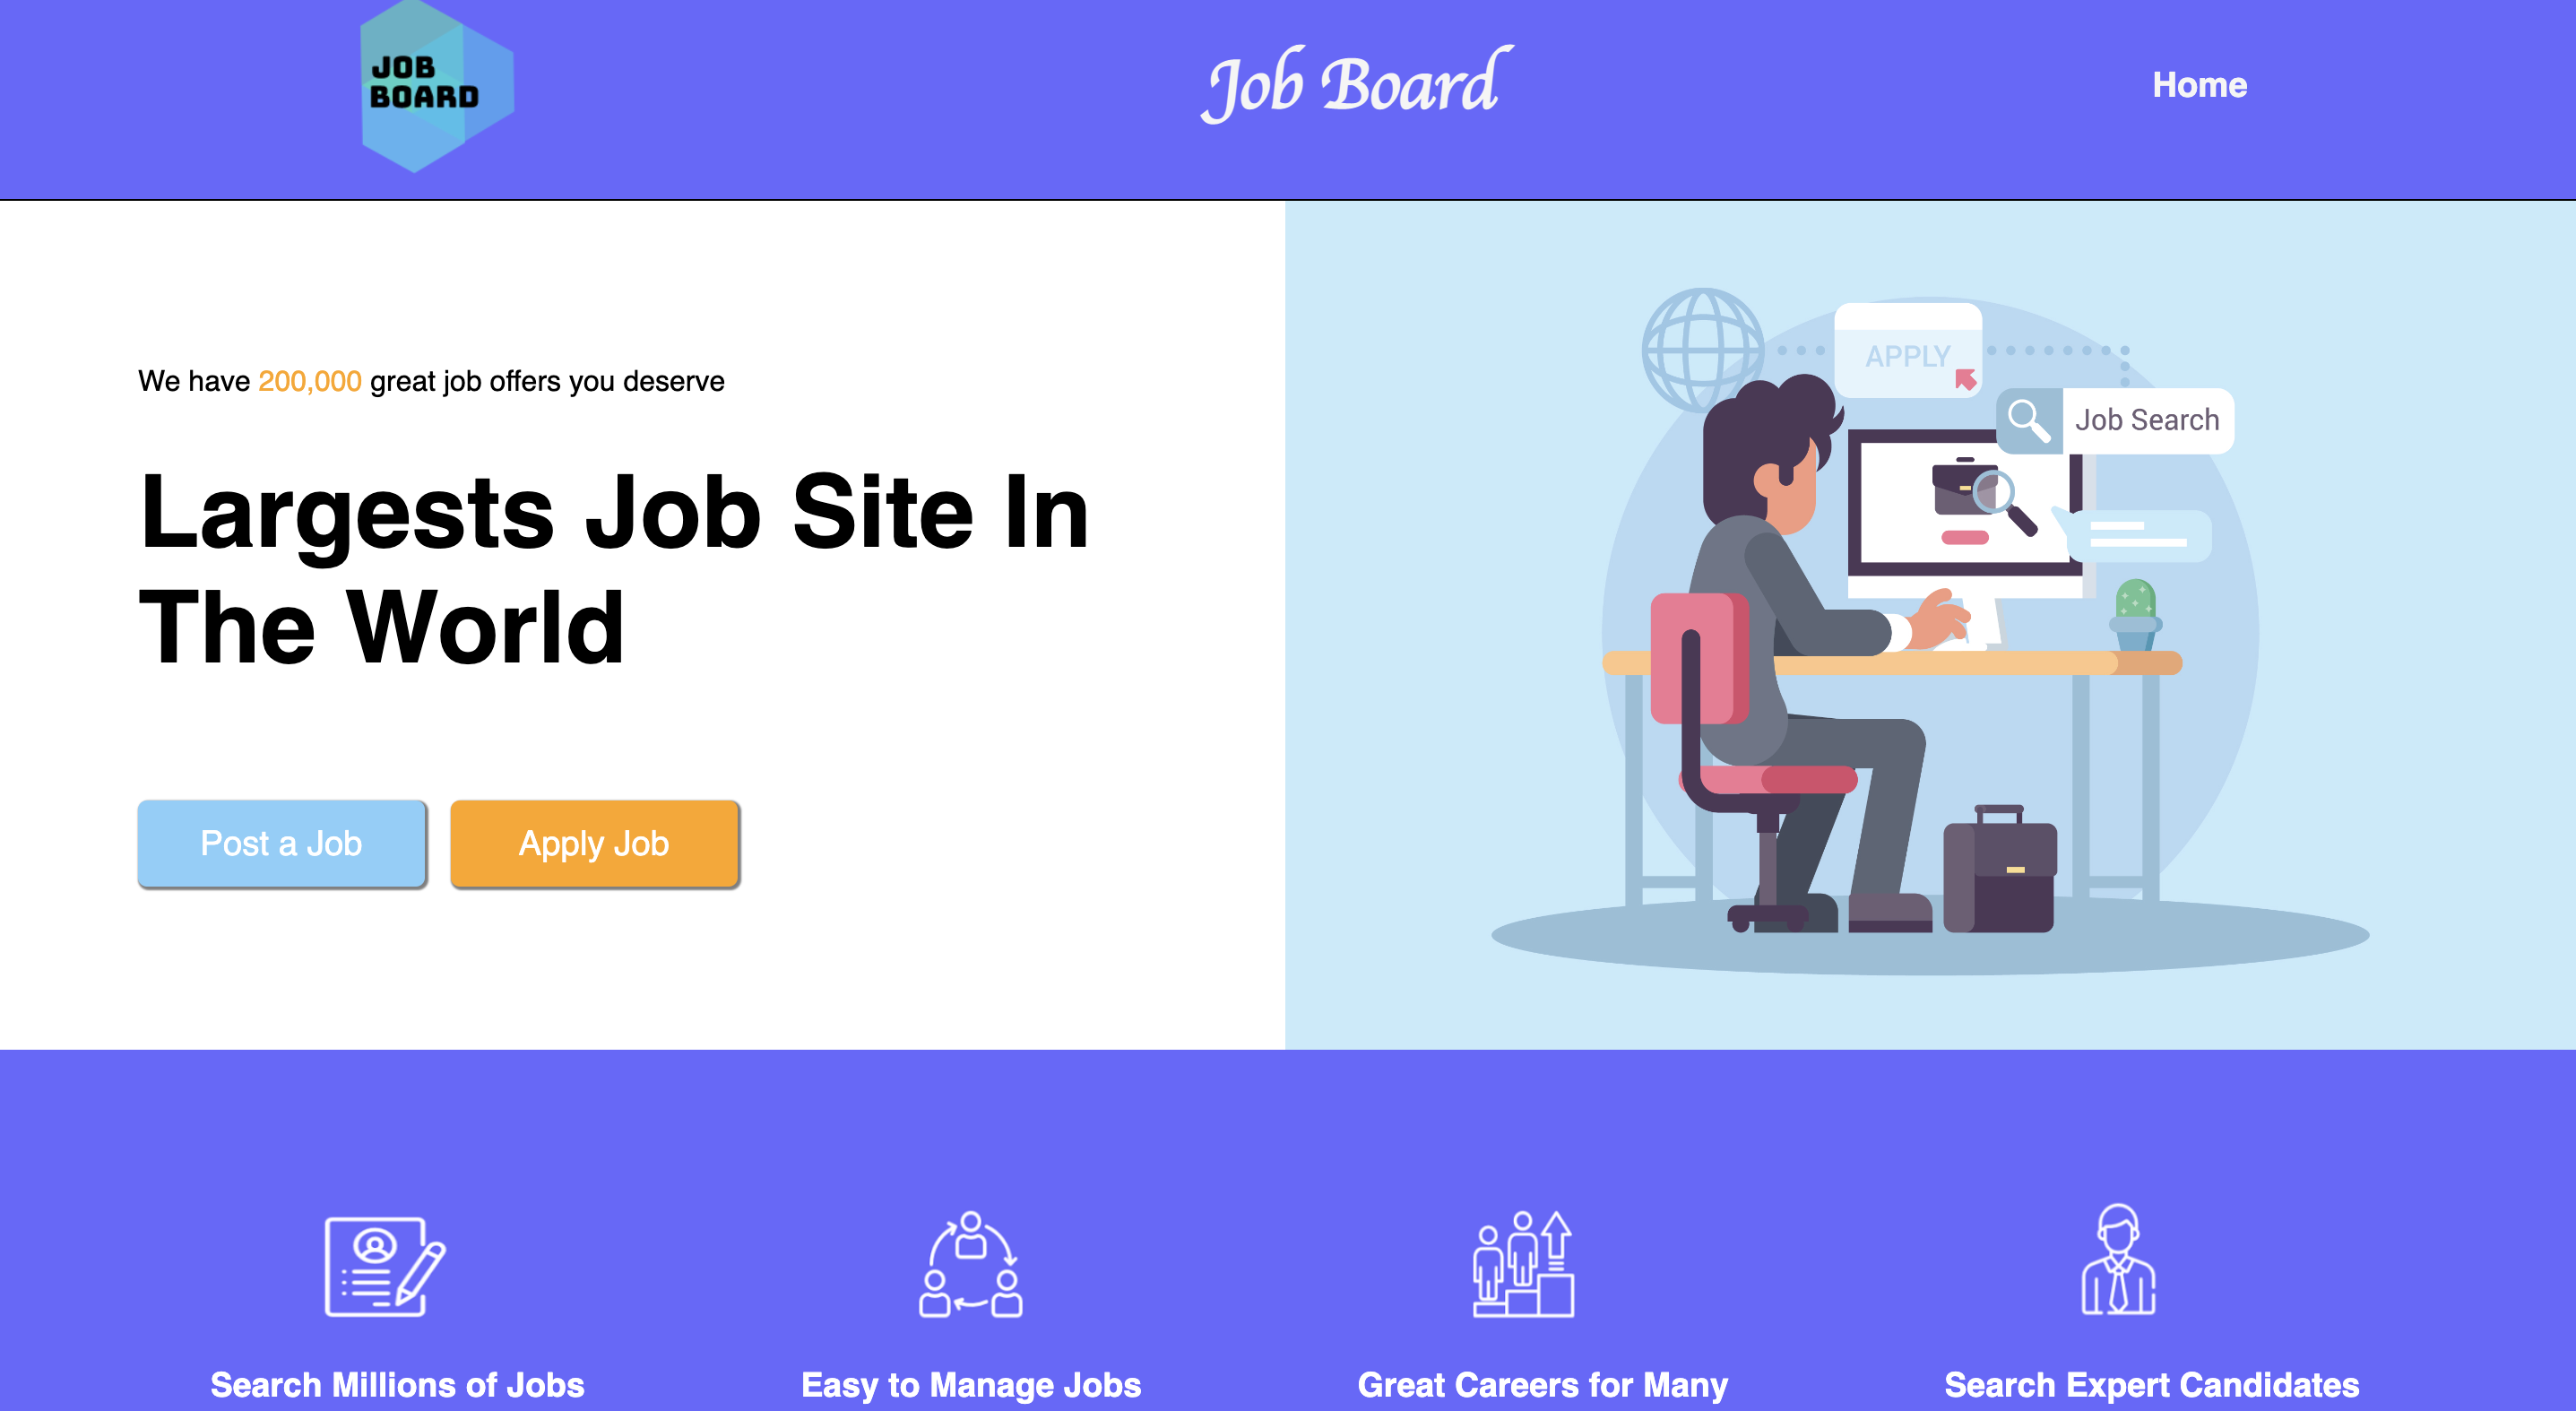 JOB
BOARD
Job Board
Home
We have 200,000 great job offers you deserve
Largests Job Site In
The World
Post a Job
Apply Job
APPLY
Job Search
Search Millions of Jobs
Easy to Manage Jobs
Great Careers for Many
Search Expert Candidates